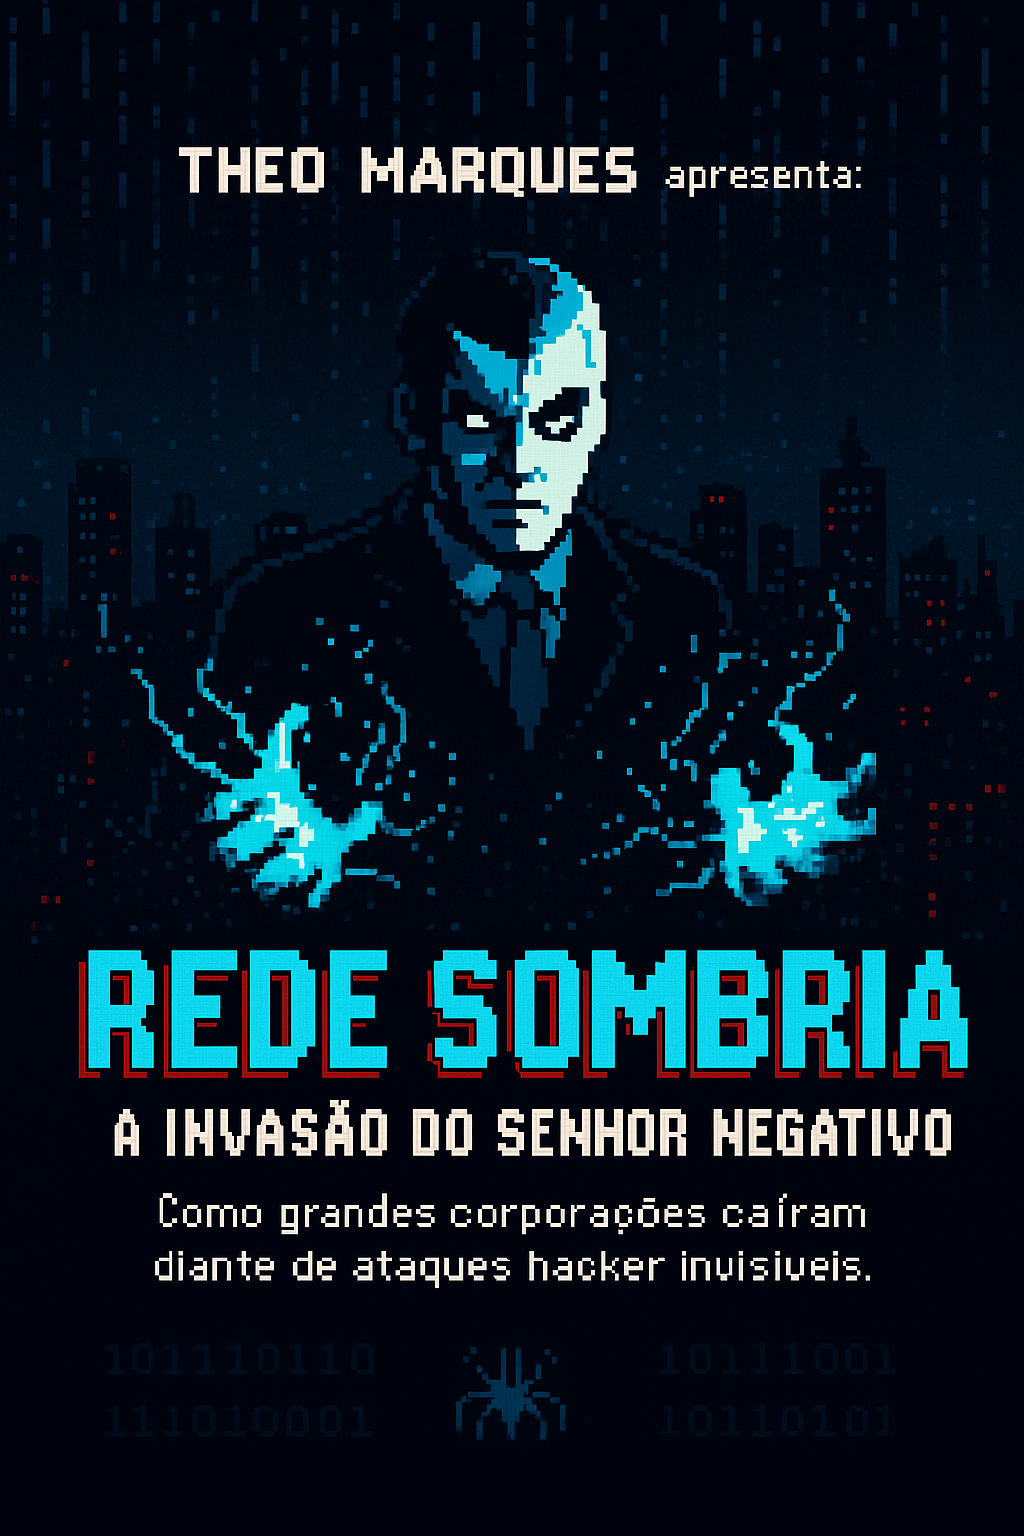 THEO MARQUES apresenta:
REDE SOMBRIA
A INVASÃO DO SENHOR NEGATIVO
Como grandes corporações caíram
diante de ataques hacker invisiveis.
101110110 10111001
111010001 10110101